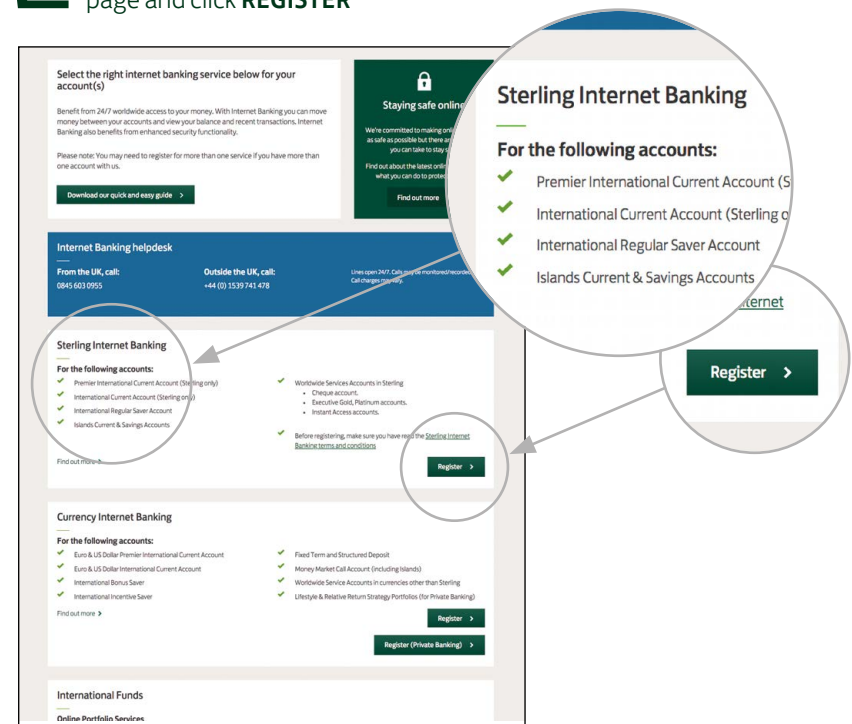 page and click REGISTER
Select the right internet banking service below for your
account(s)
Benefit from 24/7 worldwide access to your money. With Internet Banking you can move
money between your accounts and view your balance and recent transactions. Internet
Banking also benefits from enhanced security functionality.
Please note: You may need to register for more than one service if you have more than
one account with us.
Download our quick and easy guide >
Staying safe online
We're committed to making
as safe as possible but there
you can take to stay
Find out about the latest
what you can do to
Find out more
Internet Banking helpdesk
From the UK, call:
0845 603 0955
Outside the UK, call:
+44 (0) 1539 741 478
Lines open 24/7. Calls may be monitored/recorded.
Call charges may vary.
Sterling Internet Banking
For the following accounts:
Premier International Current Account (Sterling only)
International Current Account (Sterling only)
International Regular Saver Account
Islands Current & Savings Accounts
Find out more >
Worldwide Services Accounts in Sterling
• Cheque account.
• Executive Gold, Platinum accounts.
• Instant Access accounts.
Before registering, make sure you have read the Sterling Internet
Banking terms and conditions
Register >
Currency Internet Banking
For the following accounts:
Euro & US Dollar Premier International Current Account
Euro & US Dollar International Current Account
International Bonus Saver
International Incentive Saver
Find out more >
Fixed Term and Structured Deposit
Money Market Call Account (including Islands)
Worldwide Service Accounts in currencies other than Sterling
Lifestyle & Relative Return Strategy Portfolios (for Private Banking)
Register >
Register (Private Banking) >
International Funds
Online Portfolio Services
Sterling Internet Banking
For the following accounts:
Premier International Current Account (S
International Current Account (Sterling o
International Regular Saver Account
Islands Current & Savings Accounts
ternet
Register >